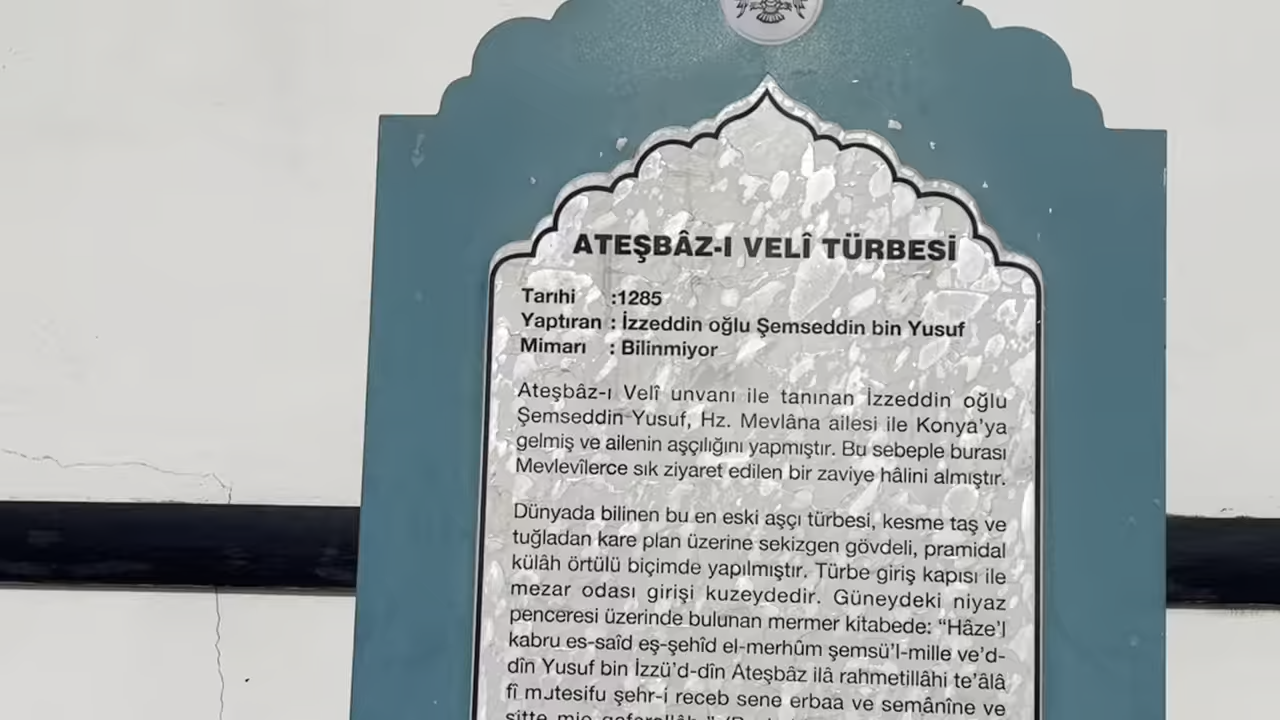 ATEŞBÂZ-I VELÎ TÜRBESİ
Tarihi :1285
Yaptıran : İzzeddin oğlu Şemseddin bin Yusuf
Mimarı : Bilinmiyor
Ateşbâz-ı Velî unvanı ile tanınan İzzeddin oğlu
Şemseddin Yusuf, Hz. Mevlâna ailesi ile Konya'ya
gelmiş ve ailenin aşçılığını yapmıştır. Bu sebeple burası
Mevlevîlerce sık ziyaret edilen bir zaviye hâlini almıştır.
Dünyada bilinen bu en eski aşçı türbesi, kesme taş ve
tuğladan kare plan üzerine sekizgen gövdeli, pramidal
külâh örtülü biçimde yapılmıştır. Türbe giriş kapısı ile
mezar odası girişi kuzeydedir. Güneydeki niyaz
penceresi üzerinde bulunan mermer kitabede: "Hâze'l
kabru es-saîd eş-şehîd el-merhûm şemsü'l-mille ve'd-
dîn Yusuf bin İzzü'd-dîn Ateşbâz ilâ rahmetillâhi te'âlâ
fî mutesifu şehr-i receb sene erbaa ve semânîne ve
sitte mie